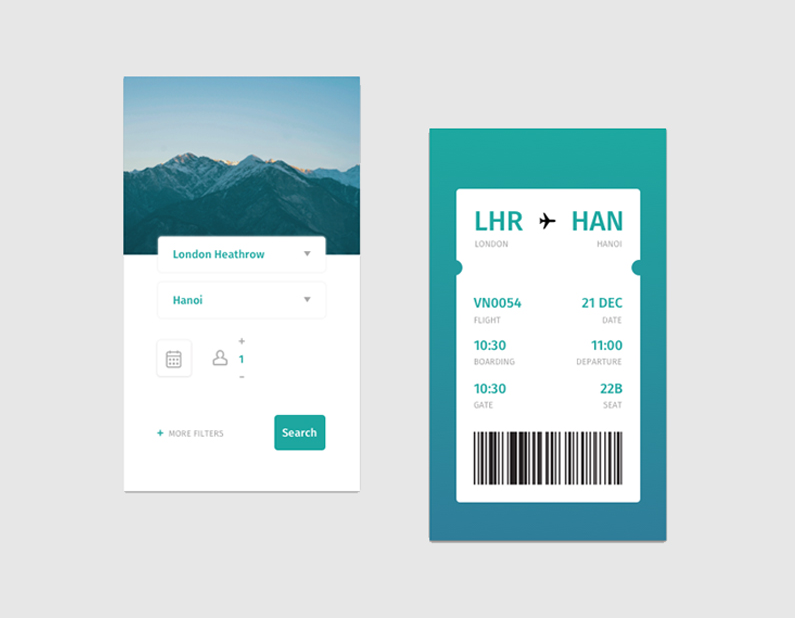 London Heathrow
Hanoi
+
1
−
+ MORE FILTERS
Search
LHR HAN
LONDON HANOI
VN0054 21 DEC
FLIGHT DATE
10:30 11:00
BOARDING DEPARTURE
10:30 22B
GATE SEAT